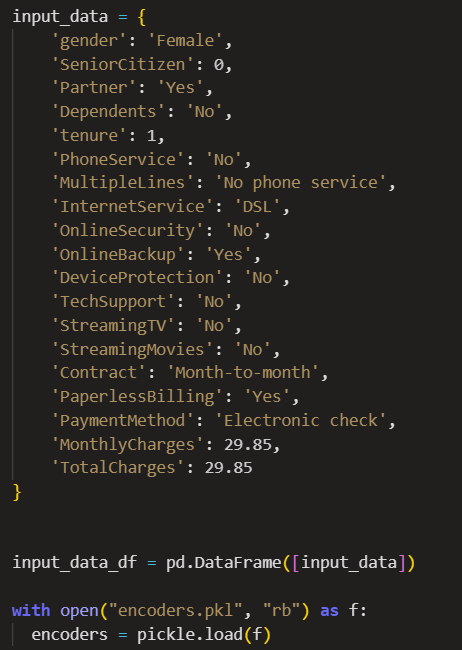 input_data = {
    'gender': 'Female',
    'SeniorCitizen': 0,
    'Partner': 'Yes',
    'Dependents': 'No',
    'tenure': 1,
    'PhoneService': 'No',
    'MultipleLines': 'No phone service',
    'InternetService': 'DSL',
    'OnlineSecurity': 'No',
    'OnlineBackup': 'Yes',
    'DeviceProtection': 'No',
    'TechSupport': 'No',
    'StreamingTV': 'No',
    'StreamingMovies': 'No',
    'Contract': 'Month-to-month',
    'PaperlessBilling': 'Yes',
    'PaymentMethod': 'Electronic check',
    'MonthlyCharges': 29.85,
    'TotalCharges': 29.85
}
input_data_df = pd.DataFrame([input_data])
with open("encoders.pkl", "rb") as f:
  encoders = pickle.load(f)